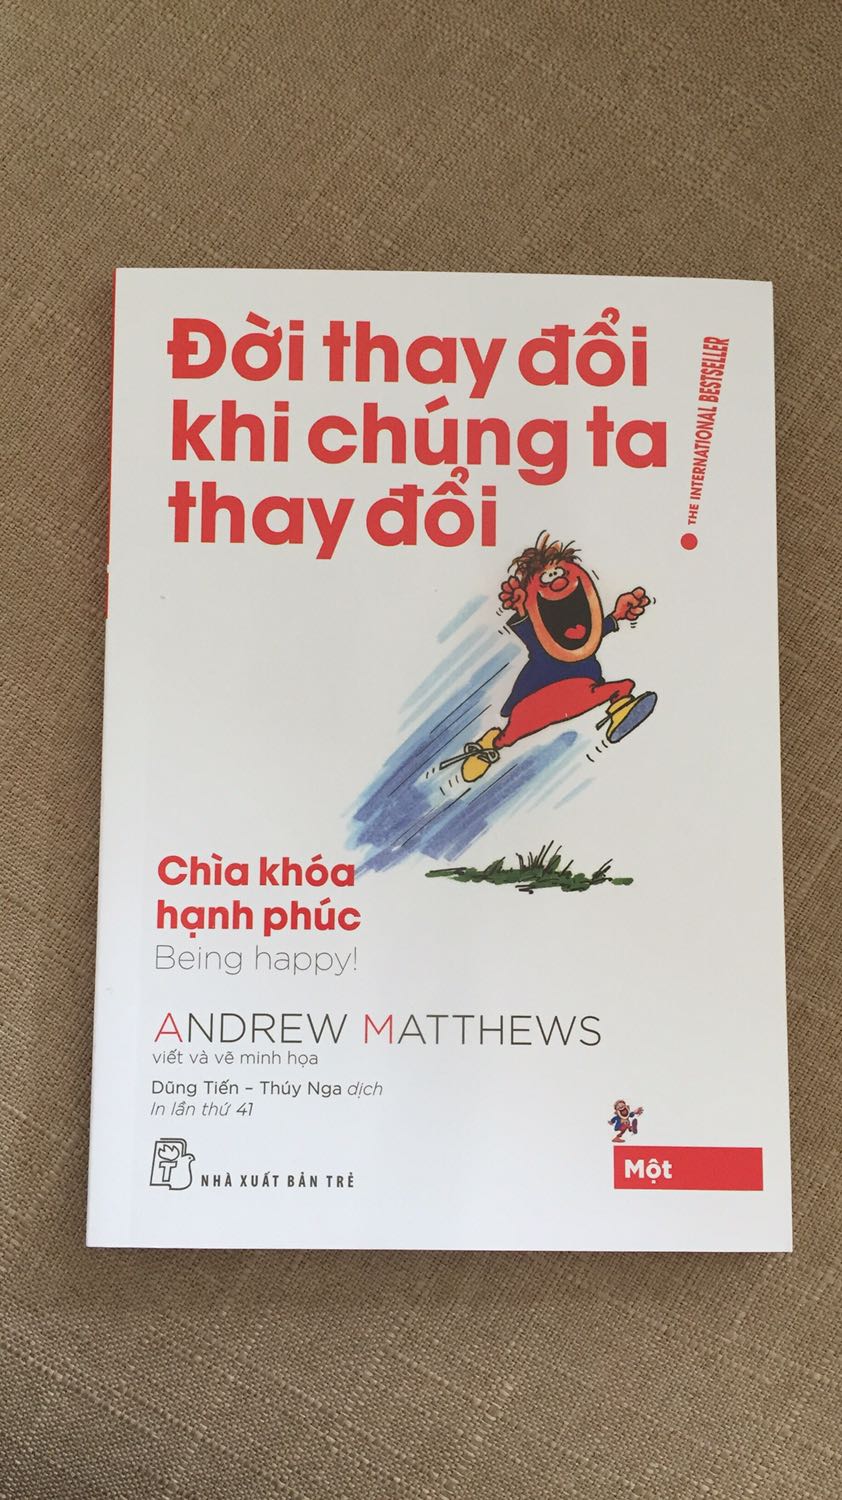 Đời thay đổi
khi chúng ta
thay đổi
THE INTERNATIONAL BESTSELLER
Chìa khóa
hạnh phúc
Being happy!
ANDREW MATTHEWS
viết và vẽ minh họa
Dũng Tiến – Thúy Nga dịch
In lần thứ 41
T
NHÀ XUẤT BẢN TRẺ
Một